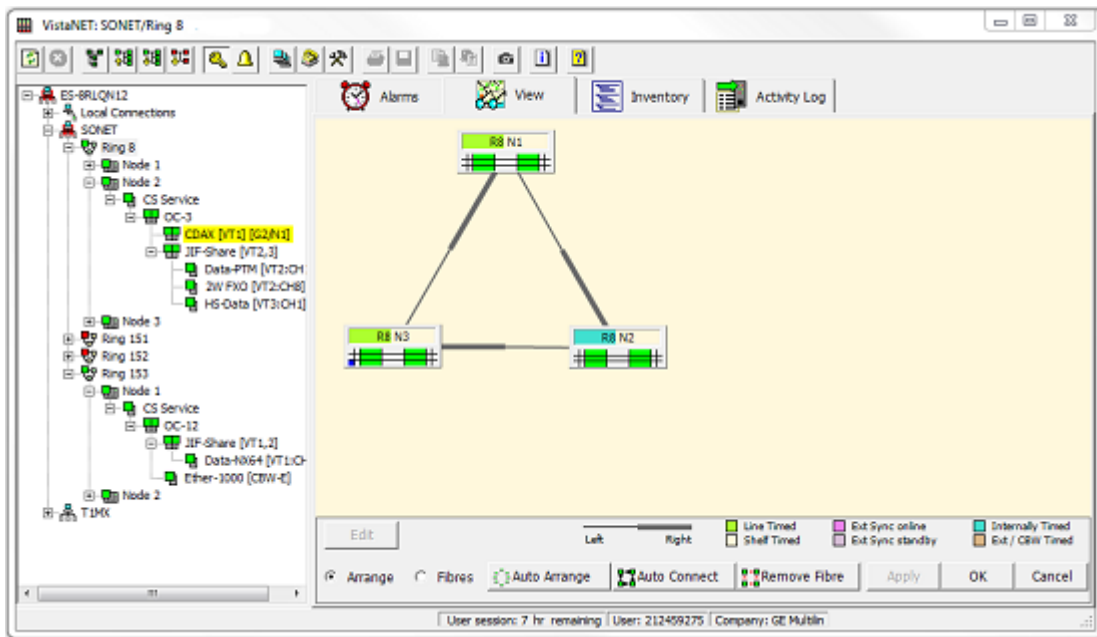 VistaNET: SONET/Ring 8
Alarms
View
Inventory
Activity Log
ES-8RLQN12
Local Connections
SONET
Ring 8
Node 1
Node 2
CS Service
OC-3
CDAX [VT1] [G2/N1]
JIF-Share [VT2,3]
Data-PTM [VT2:CH
2W FXO [VT2:CH8]
HS-Data [VT3:CH1]
Node 3
Ring 151
Ring 152
Ring 153
Node 1
CS Service
OC-12
JIF-Share [VT1,2]
Data-NX64 [VT1:CH
Ether-1000 [CBW-E]
Node 2
T1MX
R8 N1
R8 N3
R8 N2
Edit
Left Right
Line Timed
Ext Sync online
Internally Timed
Shelf Timed
Ext Sync standby
Ext / CBW Timed
Arrange Fibres Auto Arrange Auto Connect Remove Fibre Apply OK Cancel
User session: 7 hr remaining User: 212459275 Company: GE Multilin